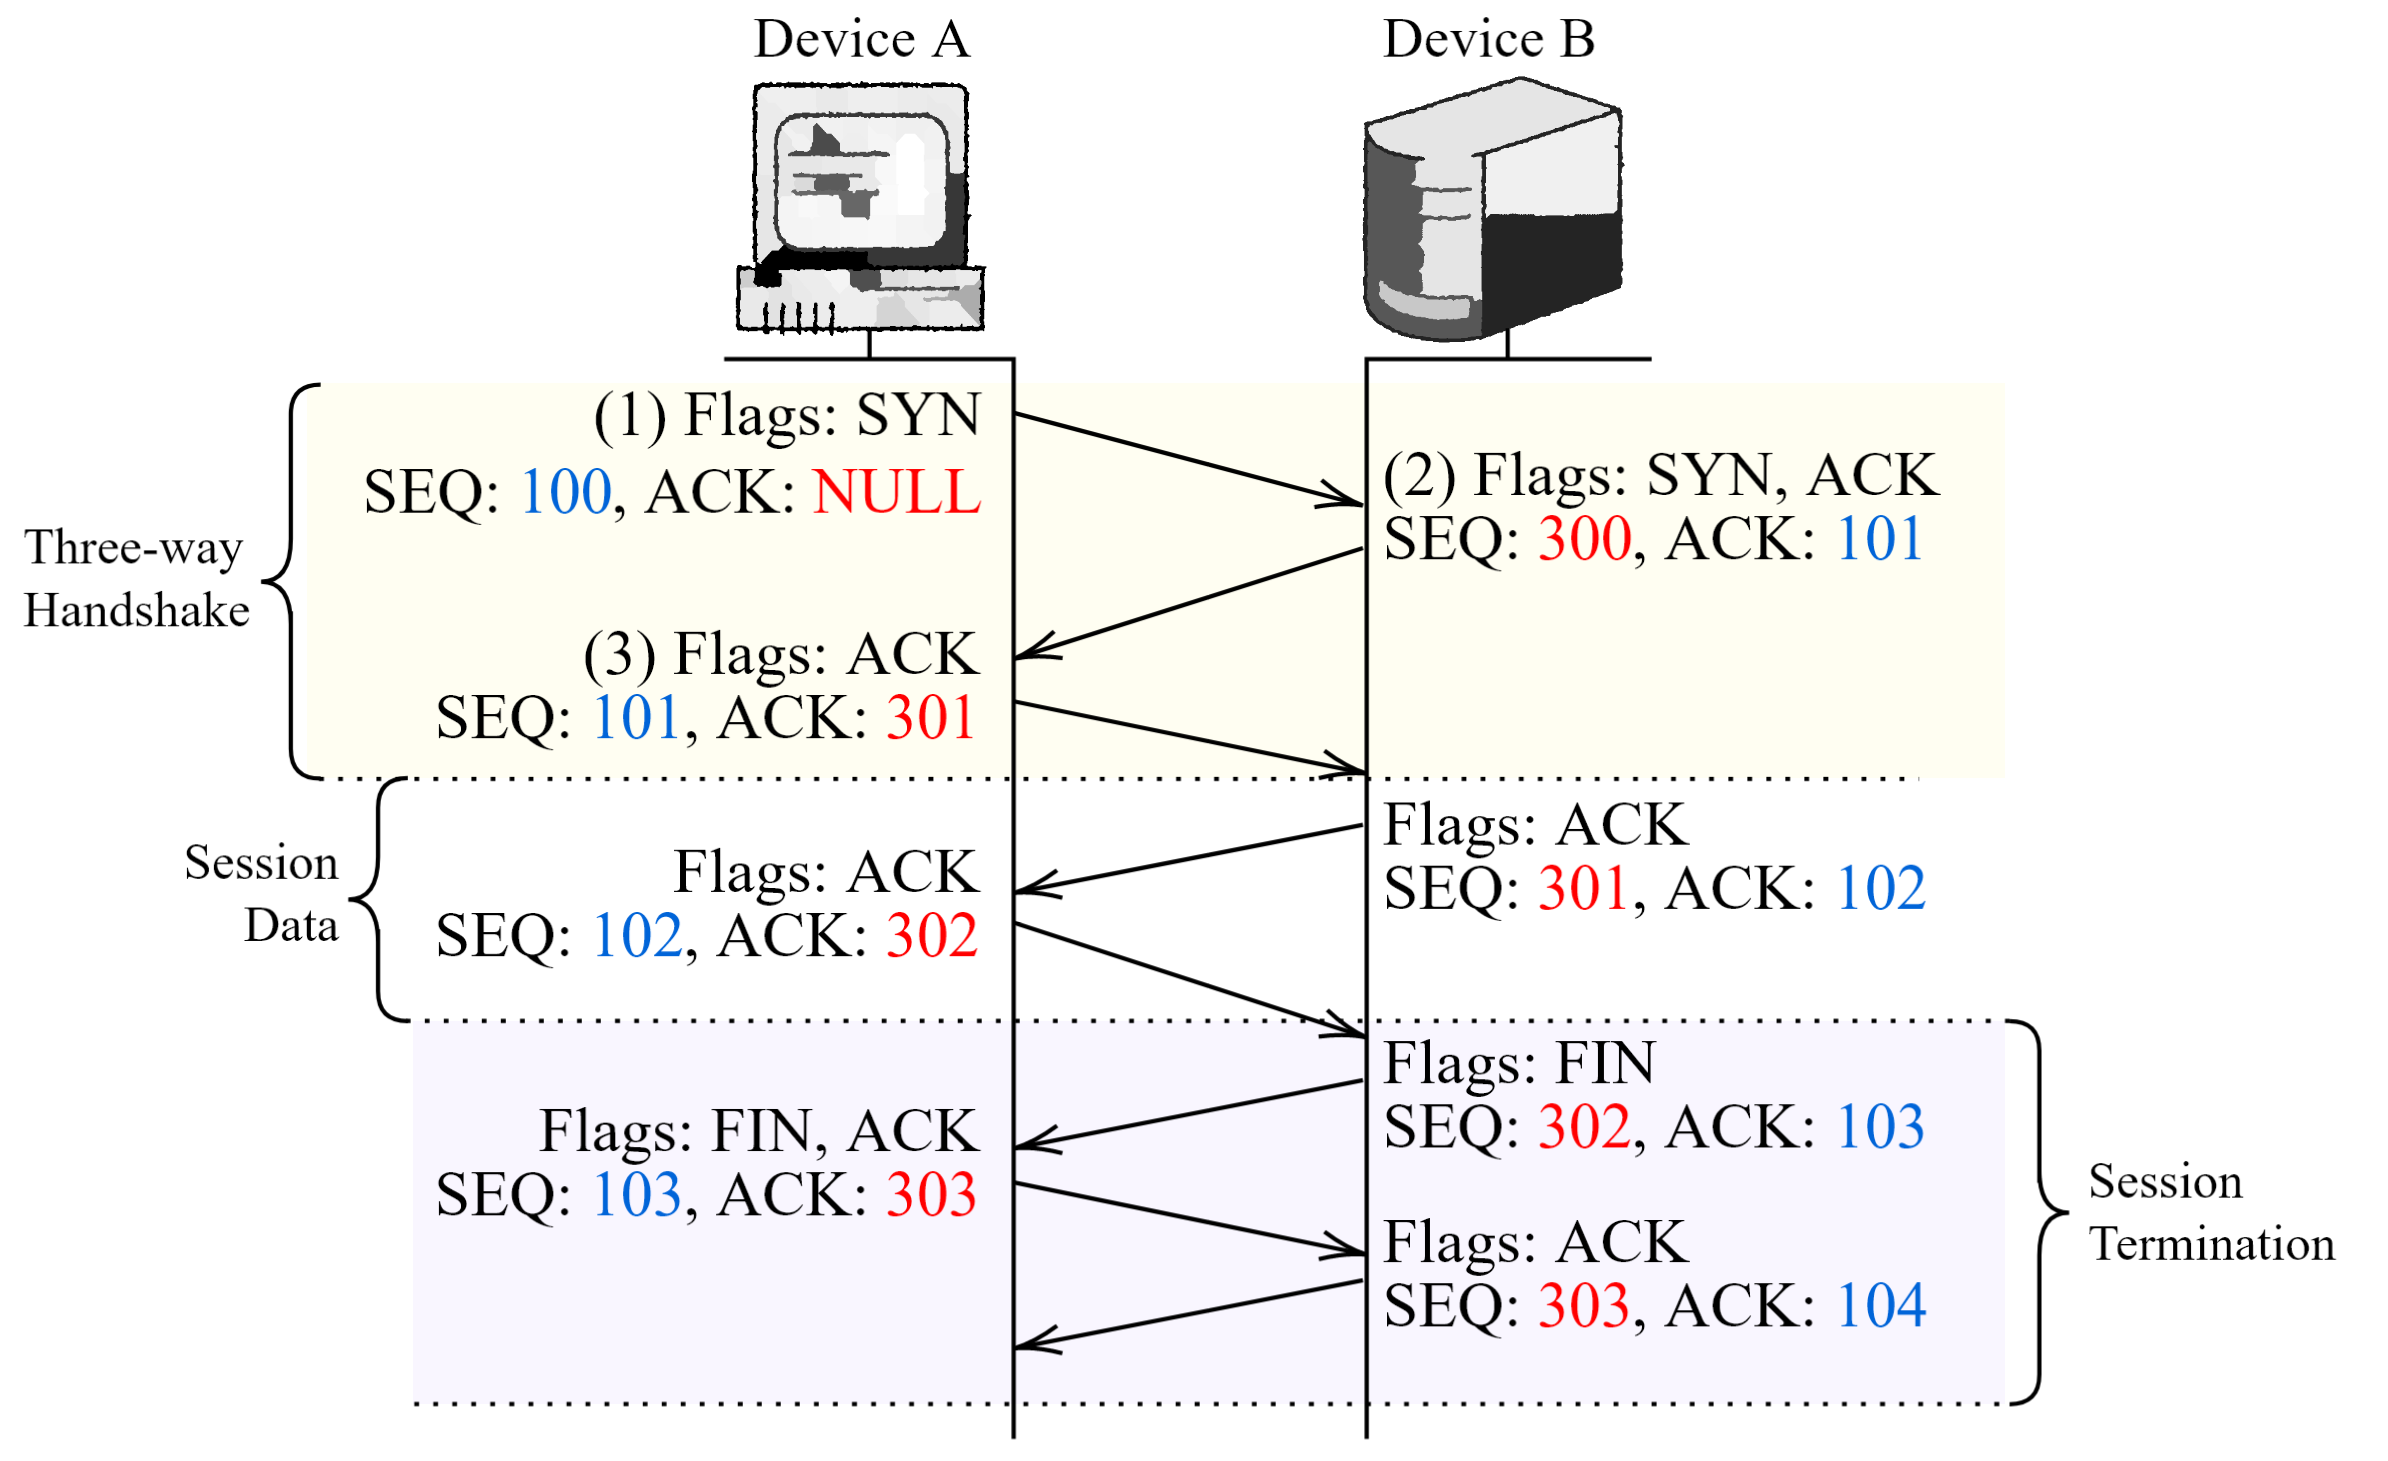 Device A
Device B
(1) Flags: SYN
SEQ: 100, ACK: NULL
(2) Flags: SYN, ACK
SEQ: 300, ACK: 101
Three-way
Handshake
(3) Flags: ACK
SEQ: 101, ACK: 301
Flags: ACK
SEQ: 301, ACK: 102
Session
Data
Flags: ACK
SEQ: 102, ACK: 302
Flags: FIN
SEQ: 302, ACK: 103
Flags: FIN, ACK
SEQ: 103, ACK: 303
Session
Termination
Flags: ACK
SEQ: 303, ACK: 104